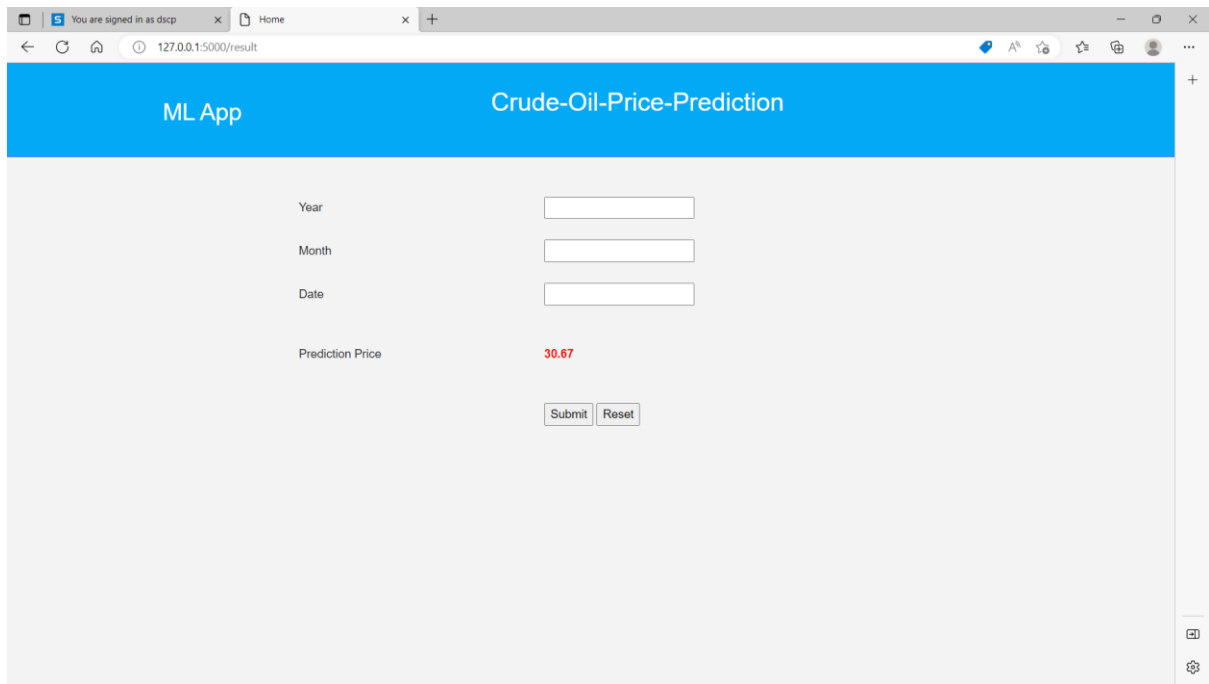 You are signed in as dscp
Home
127.0.0.1:5000/result
ML App
Crude-Oil-Price-Prediction
Year
Month
Date
Prediction Price 30.67
Submit Reset